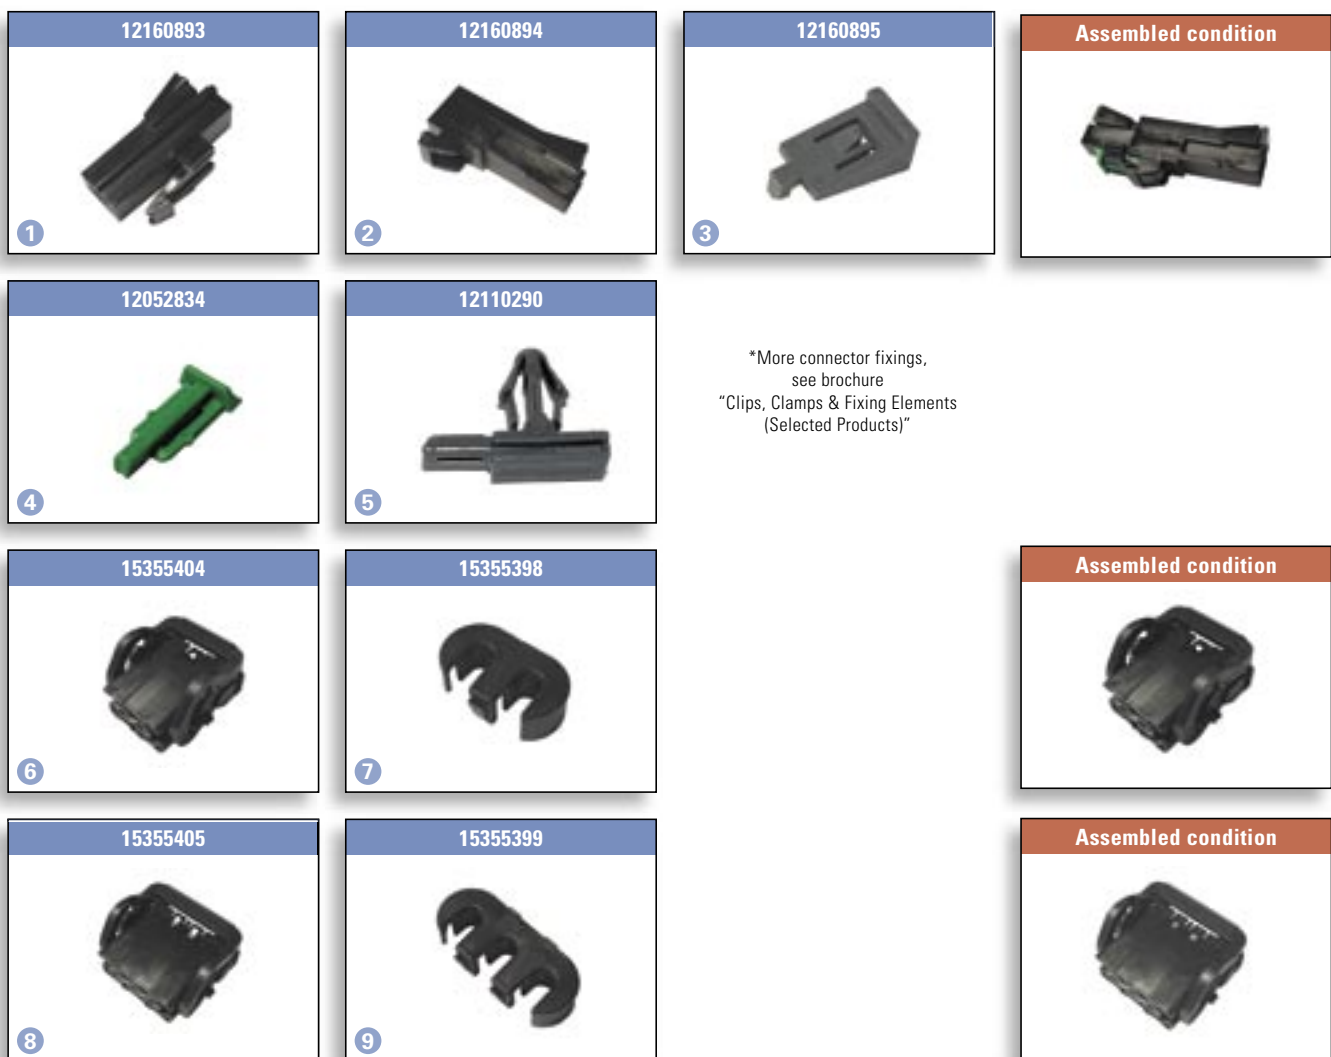 12160893
12160894
12160895
Assembled condition
1
2
3
12052834
12110290
*More connector fixings,
see brochure
“Clips, Clamps & Fixing Elements
(Selected Products)”
4
5
15355404
15355398
Assembled condition
6
7
15355405
15355399
Assembled condition
8
9